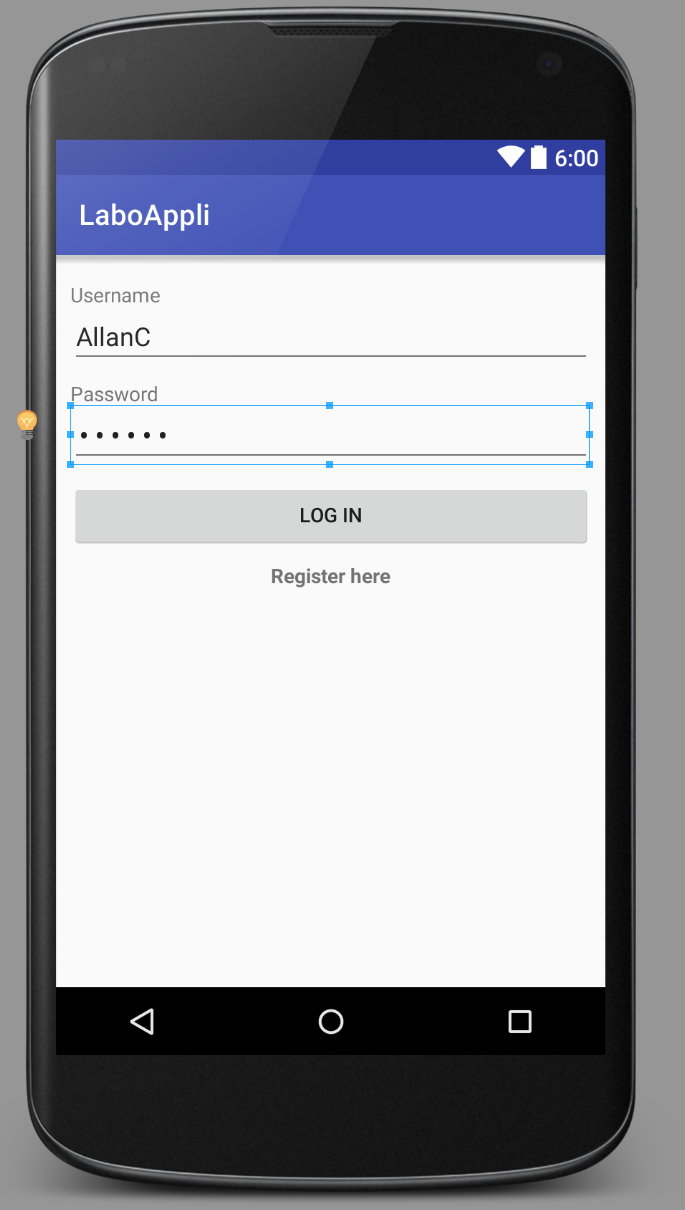 6:00
LaboAppli
Username
AllanC
Password
••••••
LOG IN
Register here